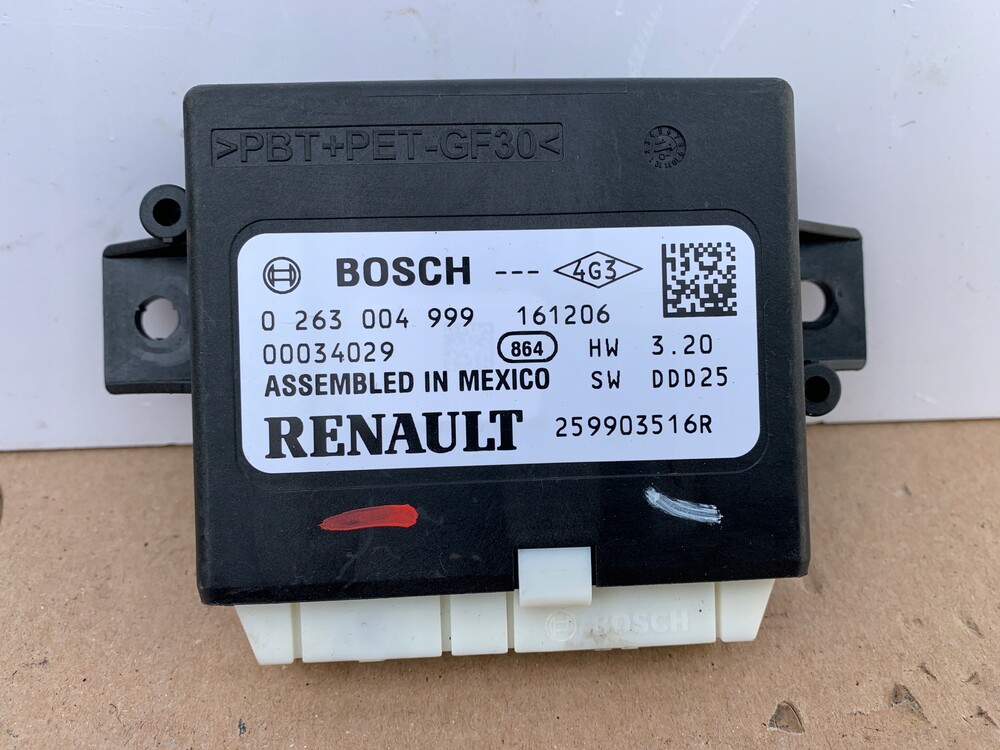 >PBT+PET-GF30<
BOSCH --- 4G3
0 263 004 999 161206
00034029 864 HW 3.20
ASSEMBLED IN MEXICO SW DDD25
RENAULT 259903516R
BOSCH